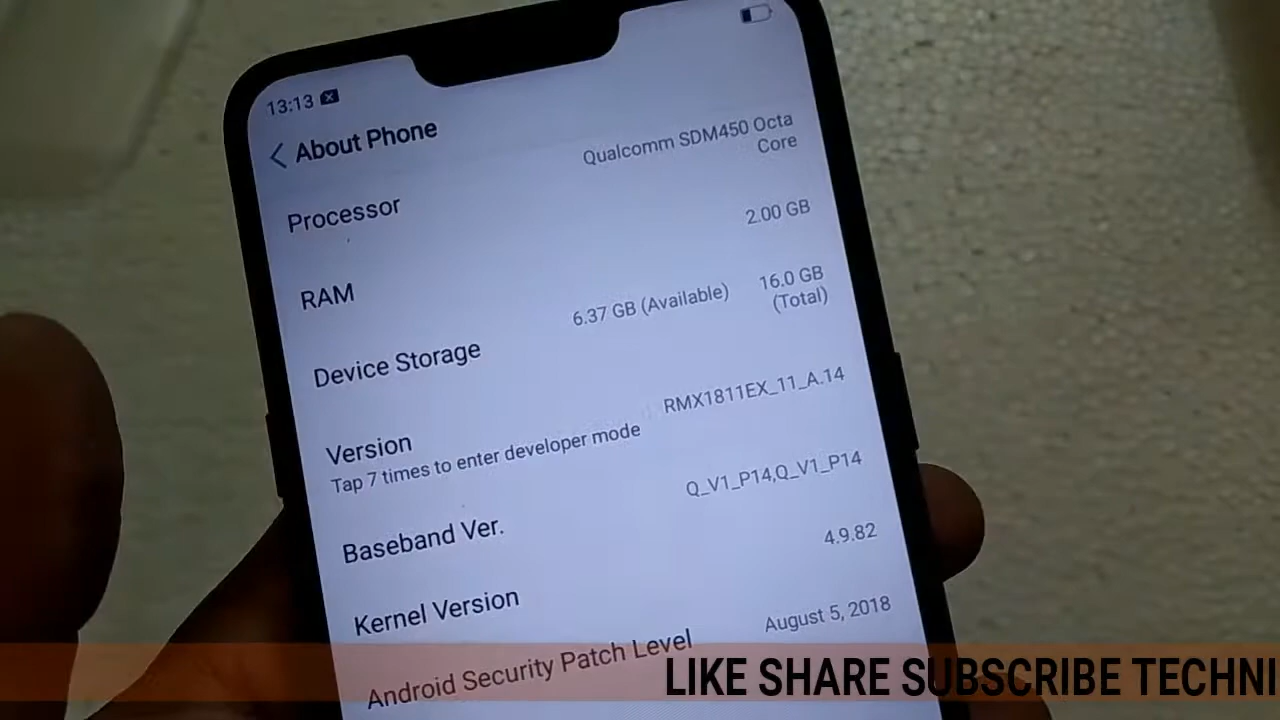 13:13
About Phone
Processor
Qualcomm SDM450 Octa
Core
RAM
2.00 GB
Device Storage
6.37 GB (Available)
16.0 GB
(Total)
Version
RMX1811EX_11_A.14
Tap 7 times to enter developer mode
Baseband Ver.
Q_V1_P14,Q_V1_P14
Kernel Version
4.9.82
Android Security Patch Level
August 5, 2018
LIKE SHARE SUBSCRIBE TECHNI